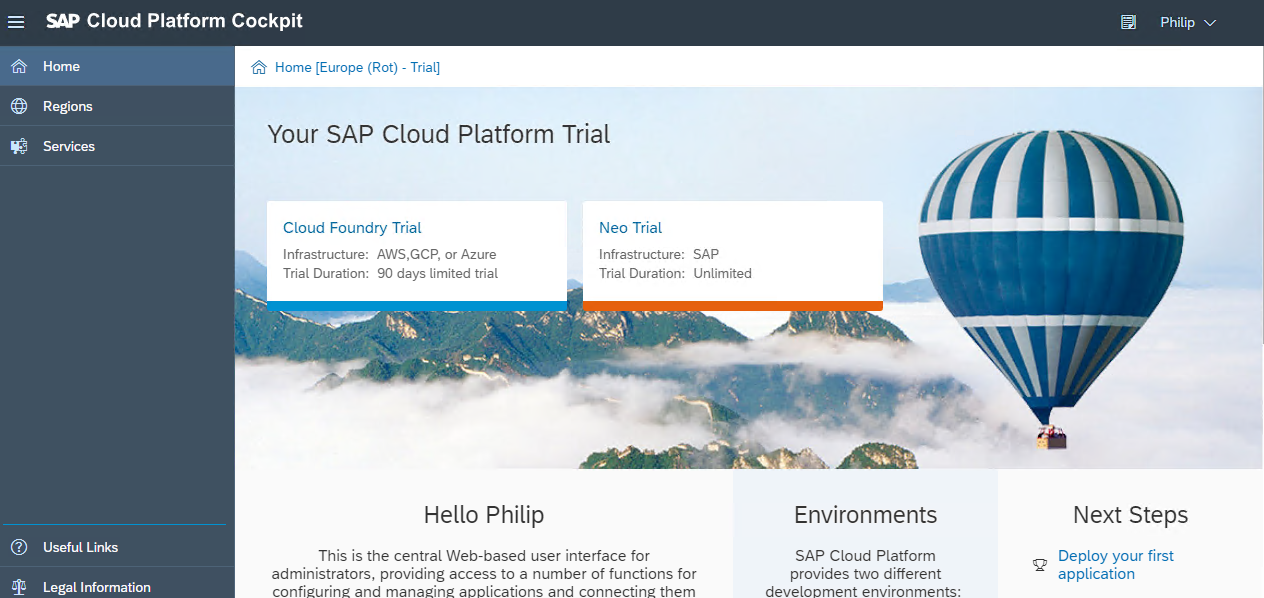 SAP Cloud Platform Cockpit
Philip
Home
Regions
Services
Useful Links
Legal Information
Home [Europe (Rot) - Trial]
Your SAP Cloud Platform Trial
Cloud Foundry Trial
Infrastructure: AWS,GCP, or Azure
Trial Duration: 90 days limited trial
Neo Trial
Infrastructure: SAP
Trial Duration: Unlimited
Hello Philip
This is the central Web-based user interface for
administrators, providing access to a number of functions for
configuring and managing applications and connecting them
Environments
SAP Cloud Platform
provides two different
development environments:
Next Steps
Deploy your first
application